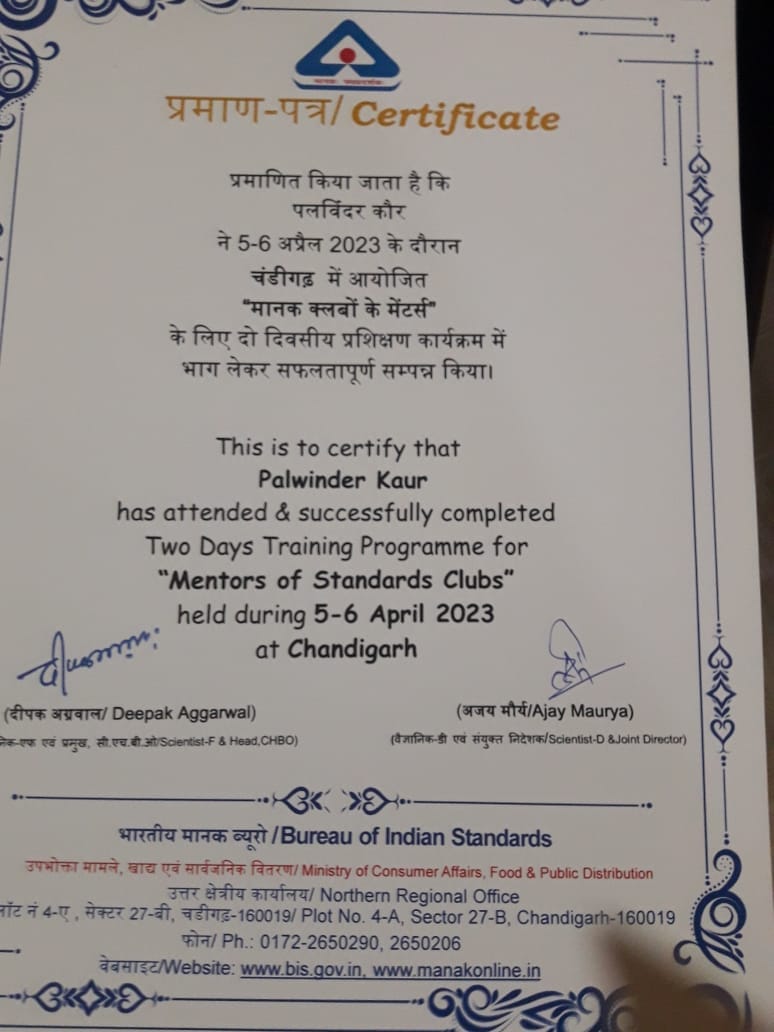 मानकः पथप्रदर्शकः
प्रमाण-पत्र/ Certificate
प्रमाणित किया जाता है कि
पलविंदर कौर
ने 5-6 अप्रैल 2023 के दौरान
चंडीगढ़ में आयोजित
“मानक क्लबों के मेंटर्स”
के लिए दो दिवसीय प्रशिक्षण कार्यक्रम में
भाग लेकर सफलतापूर्ण सम्पन्न किया।
This is to certify that
Palwinder Kaur
has attended & successfully completed
Two Days Training Programme for
“Mentors of Standards Clubs”
held during 5-6 April 2023
at Chandigarh
(दीपक अग्रवाल/ Deepak Aggarwal)
(अजय मौर्य/Ajay Maurya)
निक-एफ एवं प्रमुख, सी.एच.बी.ओ/Scientist-F & Head,CHBO)
(वैज्ञानिक-डी एवं संयुक्त निदेशक/Scientist-D &Joint Director)
भारतीय मानक ब्यूरो /Bureau of Indian Standards
उपभोक्ता मामले, खाद्य एवं सार्वजनिक वितरण/ Ministry of Consumer Affairs, Food & Public Distribution
उत्तर क्षेत्रीय कार्यालय/ Northern Regional Office
लॉट नं 4-ए , सेक्टर 27-बी, चडीगढ़-160019/ Plot No. 4-A, Sector 27-B, Chandigarh-160019
फोन/ Ph.: 0172-2650290, 2650206
वेबसाइट/Website: www.bis.gov.in, www.manakonline.in